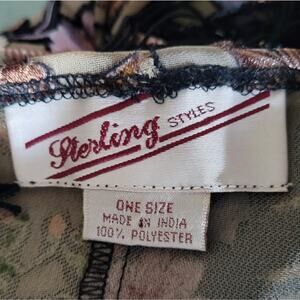 Sterling STYLES
ONE SIZE
MADE IN INDIA
100% POLYESTER